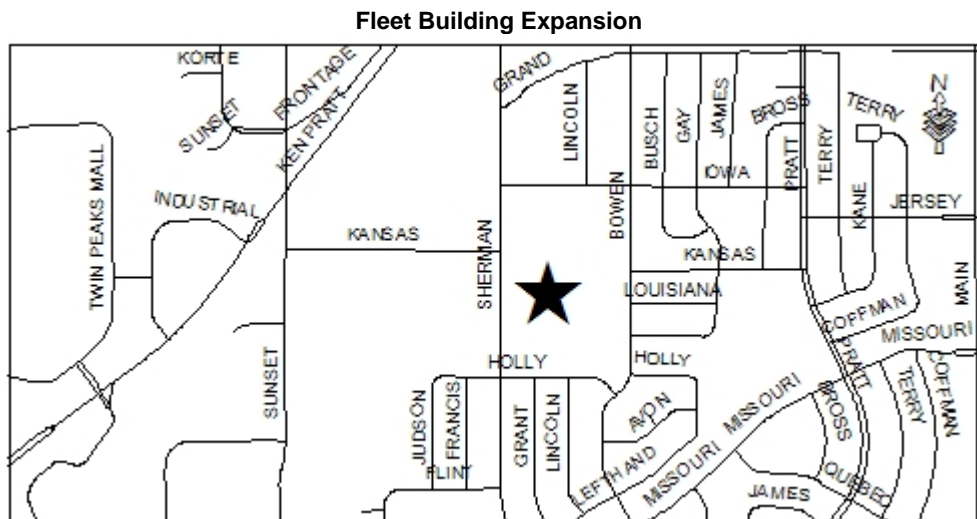 Fleet Building Expansion
KORTE
SUNSET
FRONTAGE
KEN PRATT
GRAND
LINCOLN
BUSCH
GAY
JAMES
BROSS
PRATT
TERRY
TERRY
N
IOWA
KANE
JERSEY
TWIN PEAKS MALL
INDUSTRIAL
KANSAS
SHERMAN
BOWEN
KANSAS
LOUISIANA
MAIN
COFFMAN
MISSOURI
SUNSET
HOLLY
HOLLY
PRATT
COFFMAN
TERRY
BROSS
MISSOURI
AVON
JUDSON
FRANCIS
GRANT
LINCOLN
FLINT
LEFTHAND
MISSOURI
QUEBEC
JAMES